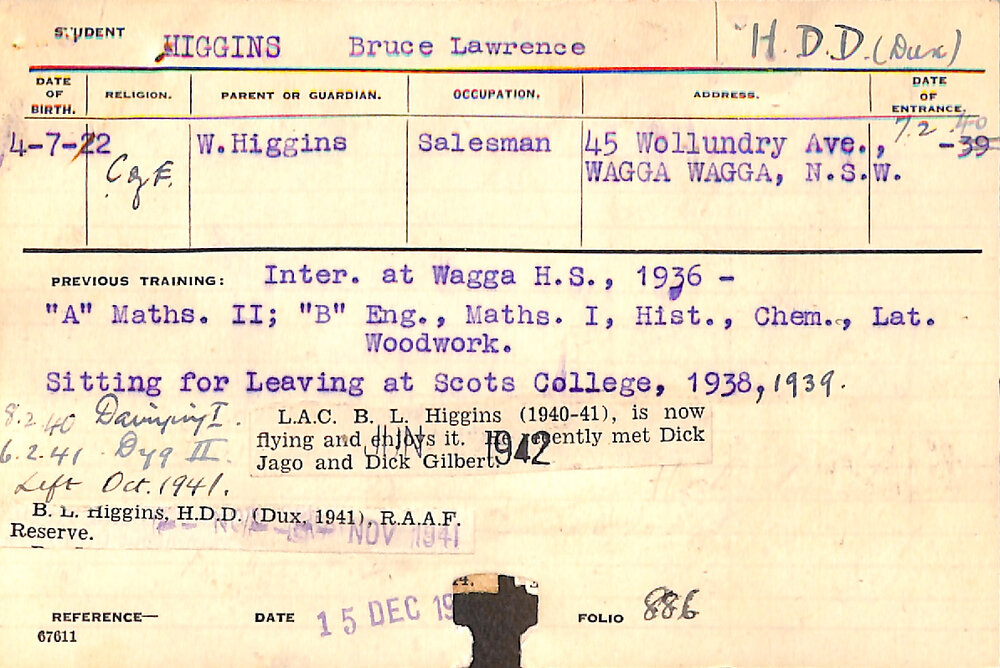 STUDENT HIGGINS Bruce Lawrence H.D.D. (Dux)
DATE OF BIRTH. RELIGION. PARENT OR GUARDIAN. OCCUPATION. ADDRESS. DATE OF ENTRANCE.
4-7-22 C of E. W.Higgins Salesman 45 Wollundry Ave., 7.2.40 -39
WAGGA WAGGA, N.S.W.
PREVIOUS TRAINING: Inter. at Wagga H.S., 1936 -
"A" Maths. II; "B" Eng., Maths. I, Hist., Chem., Lat.
Woodwork.
Sitting for Leaving at Scots College, 1938, 1939.
8.2.40 Dairying I.
6.2.41 Dyg II.
Left Oct. 1941.
L.A.C. B. L. Higgins (1940-41), is now
flying and enjoys it. He recently met Dick
Jago and Dick Gilbert.
JUN 1942
B. L. Higgins, H.D.D. (Dux, 1941), R.A.A.F.
Reserve.
NOV 1941
REFERENCE— DATE 15 DEC 19 FOLIO 886
67611